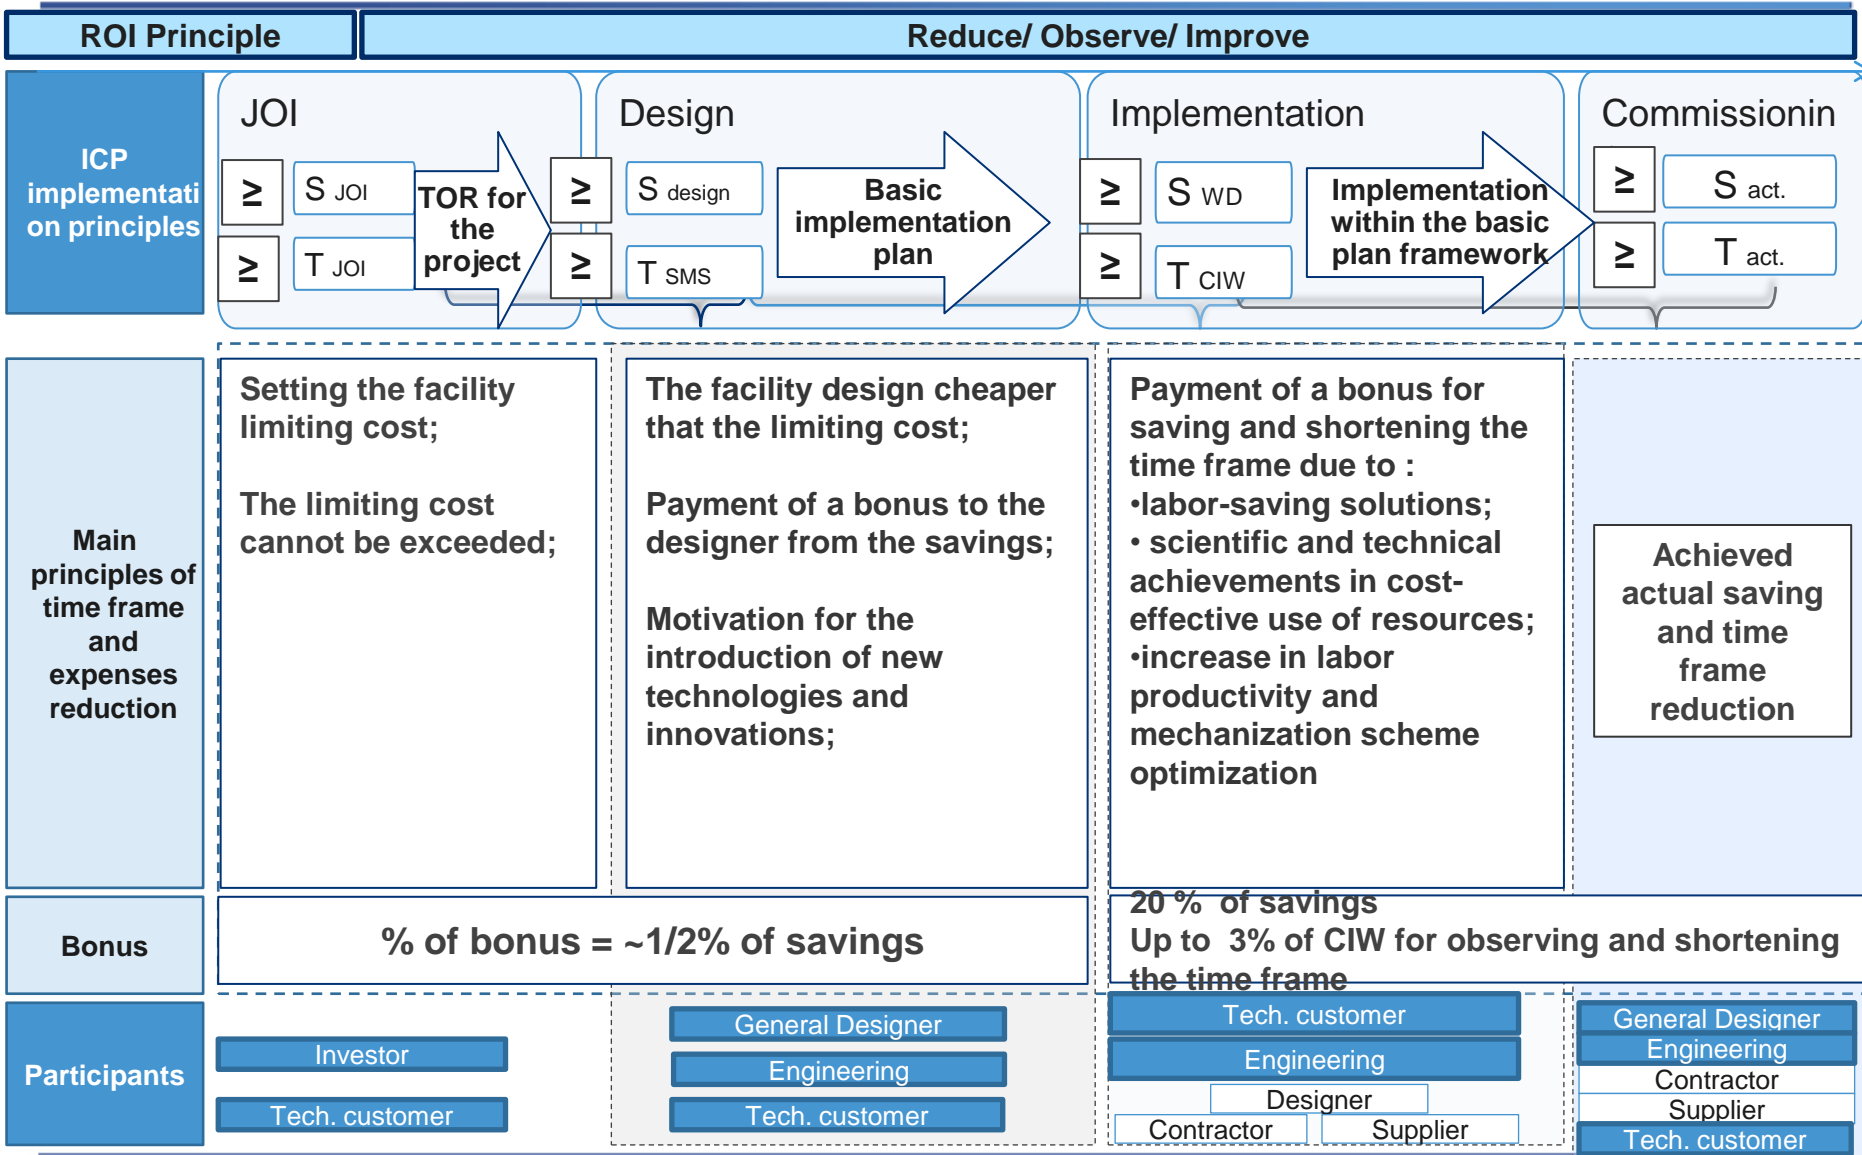 ROI Principle
Reduce/ Observe/ Improve
ICP
implementati
on principles
JOI
≥
S JOI
≥
T JOI
TOR for
the
project
Design
≥
S design
≥
T SMS
Basic
implementation
plan
Implementation
≥
S WD
≥
T CIW
Implementation
within the basic
plan framework
Commissionin
≥
S act.
≥
T act.
Main
principles of
time frame
and
expenses
reduction
Setting the facility
limiting cost;
The limiting cost
cannot be exceeded;
The facility design cheaper
that the limiting cost;
Payment of a bonus to the
designer from the savings;
Motivation for the
introduction of new
technologies and
innovations;
Payment of a bonus for
saving and shortening the
time frame due to :
•labor-saving solutions;
• scientific and technical
achievements in cost-
effective use of resources;
•increase in labor
productivity and
mechanization scheme
optimization
Achieved
actual saving
and time
frame
reduction
Bonus
% of bonus = ~1/2% of savings
20 % of savings
Up to 3% of CIW for observing and shortening
the time frame
Participants
Investor
Tech. customer
General Designer
Engineering
Tech. customer
Tech. customer
Engineering
Designer
Contractor
Supplier
General Designer
Engineering
Contractor
Supplier
Tech. customer